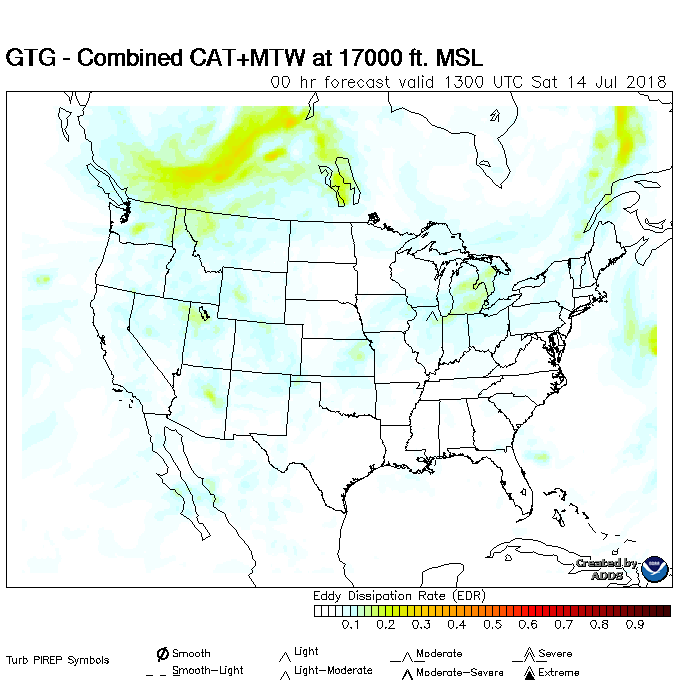 GTG - Combined CAT+MTW at 17000 ft. MSL
00 hr forecast valid 1300 UTC Sat 14 Jul 2018
Created by
ADDS
Eddy Dissipation Rate (EDR)
0.1 0.2 0.3 0.4 0.5 0.6 0.7 0.8 0.9
Turb PIREP Symbols
Smooth Light Moderate Severe
Smooth-Light Light-Moderate Moderate-Severe Extreme